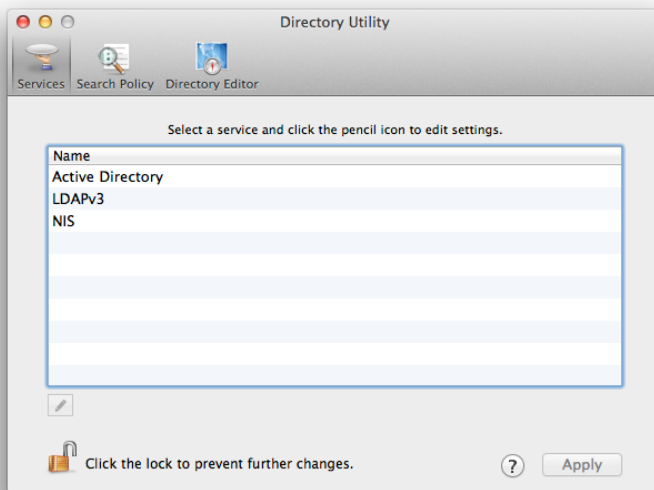 Directory Utility
Services Search Policy Directory Editor
Select a service and click the pencil icon to edit settings.
Name
Active Directory
LDAPv3
NIS
Click the lock to prevent further changes.
? Apply